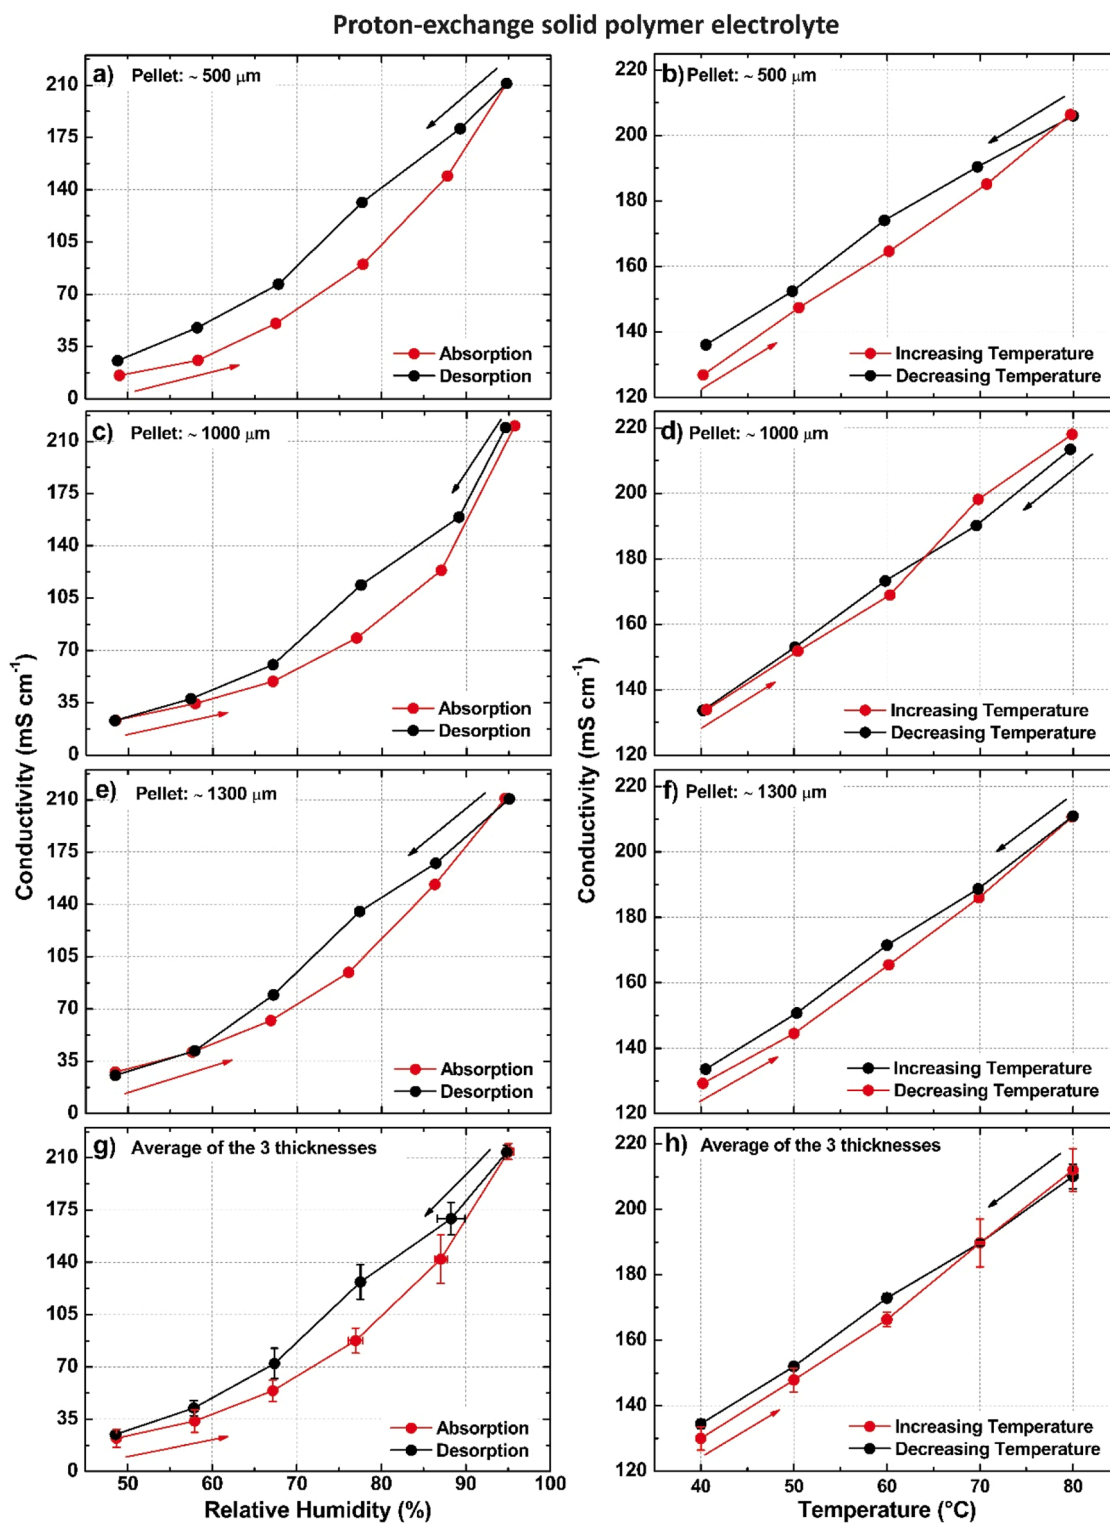 Proton-exchange solid polymer electrolyte
a) Pellet: ~ 500 μm
210
175
140
105
70
35
0
Absorption
Desorption
b) Pellet: ~ 500 μm
220
200
180
160
140
120
Increasing Temperature
Decreasing Temperature
c) Pellet: ~ 1000 μm
210
175
140
105
70
35
0
Absorption
Desorption
d) Pellet: ~ 1000 μm
220
200
180
160
140
120
Increasing Temperature
Decreasing Temperature
Conductivity (mS cm⁻¹)
Conductivity (mS cm⁻¹)
e) Pellet: ~ 1300 μm
210
175
140
105
70
35
0
Absorption
Desorption
f) Pellet: ~ 1300 μm
220
200
180
160
140
120
Increasing Temperature
Decreasing Temperature
g) Average of the 3 thicknesses
210
175
140
105
70
35
0
Absorption
Desorption
50 60 70 80 90 100
Relative Humidity (%)
h) Average of the 3 thicknesses
220
200
180
160
140
120
Increasing Temperature
Decreasing Temperature
40 50 60 70 80
Temperature (°C)